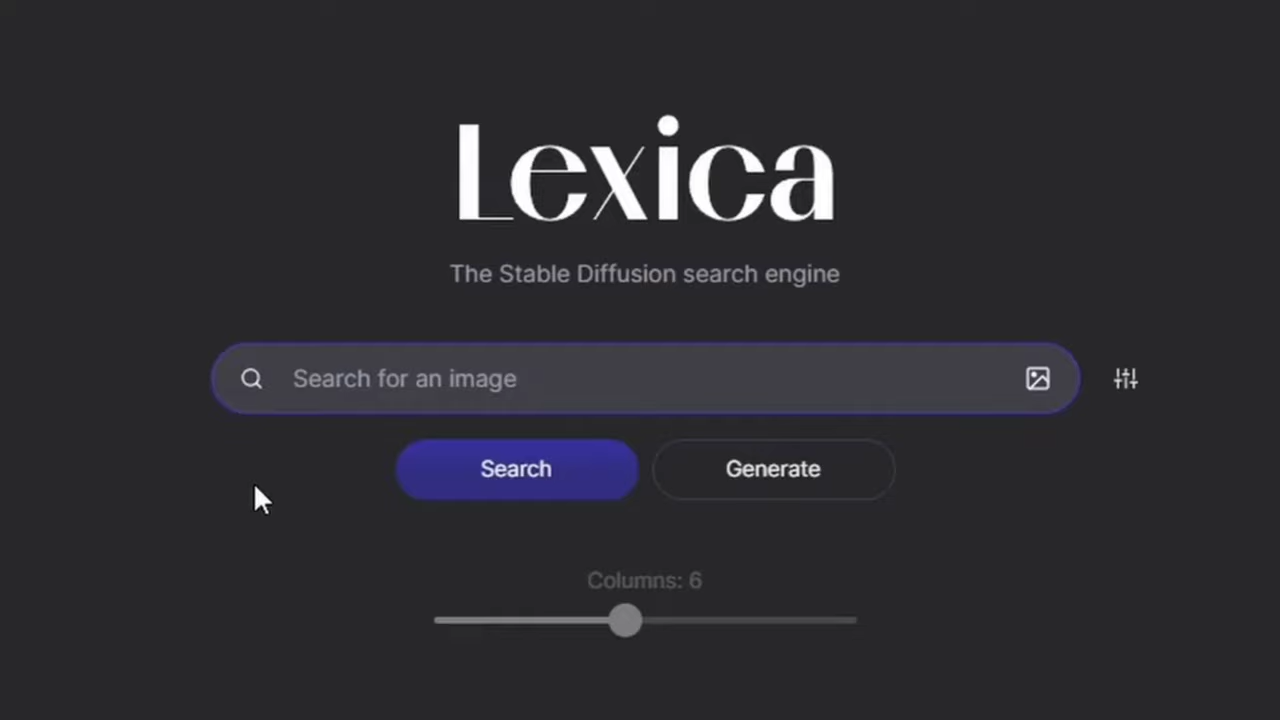 Lexica
The Stable Diffusion search engine
Search for an image
Search
Generate
Columns: 6